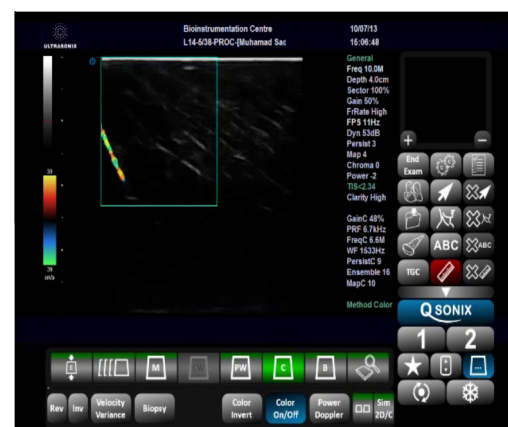 Bioinstrumentation Centre
10/07/13
L14-5/38-PROC-[Muhamad Sac
15:06:48
ULTRASONIX
General
Freq 10.0M
Depth 4.0cm
Sector 100%
Gain 50%
FrRate High
FPS 11Hz
Dyn 53dB
Persist 3
Map 4
Chroma 0
Power -2
TIS<2.34
Clarity High
GainC 48%
PRF 6.7kHz
FreqC 6.6M
WF 1533Hz
PersistC 9
Ensemble 16
MapC 10
Method Color
39
39
cm/s
+
−
End
Exam
ABC
ABC
TGC
QSONIX
1
2
E
M
CW
PW
C
B
Rev
Inv
Velocity
Variance
Biopsy
Color
Invert
Color
On/Off
Power
Doppler
Sim
2D/C